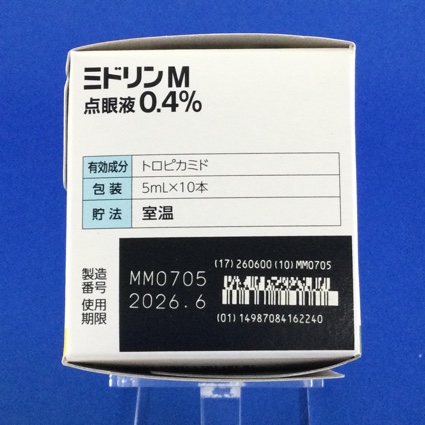 ミドリンM
点眼液0.4%
有効成分 トロピカミド
包装 5mL×10本
貯法 室温
製造番号 MM0705
使用期限 2026.6
(17)260600(10)MM0705
(01)14987084162240